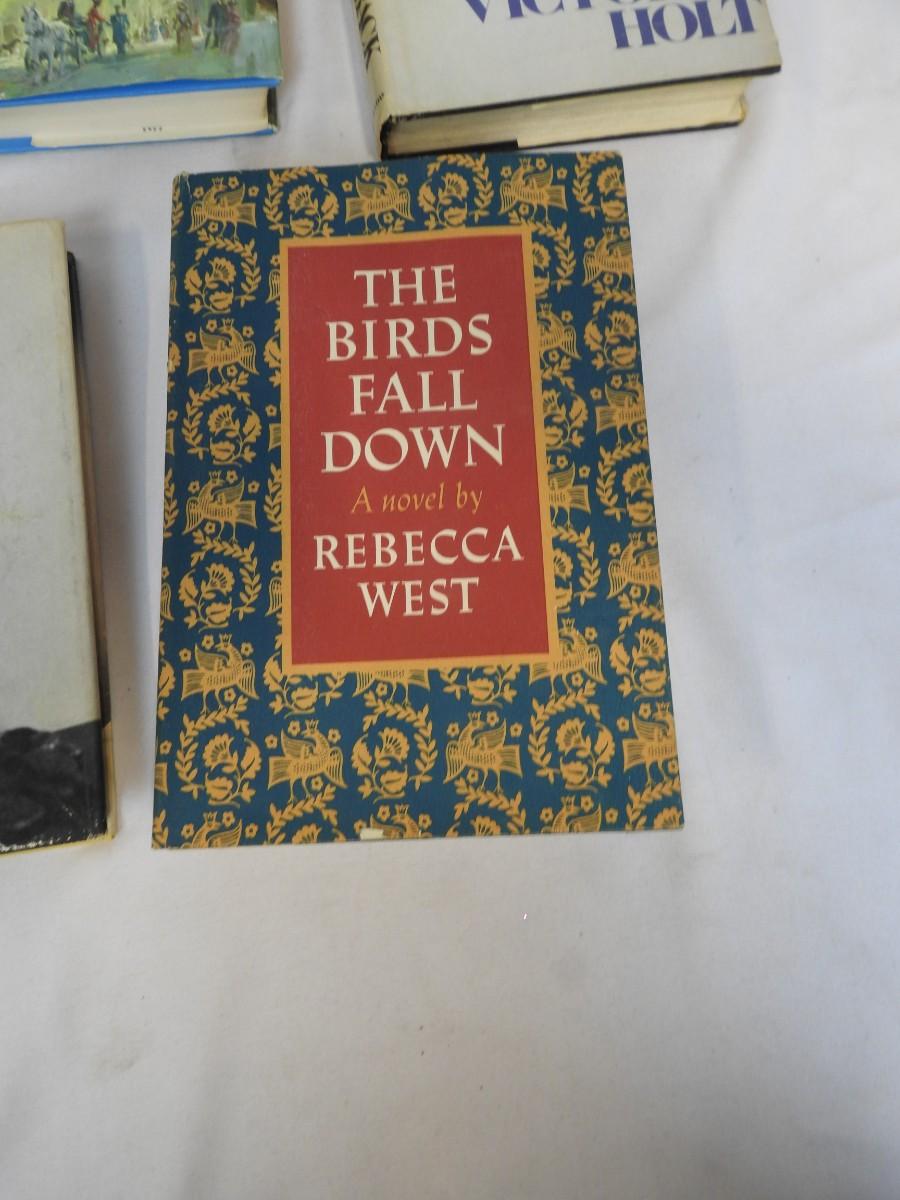 HOLT
THE
BIRDS
FALL
DOWN
A novel by
REBECCA
WEST